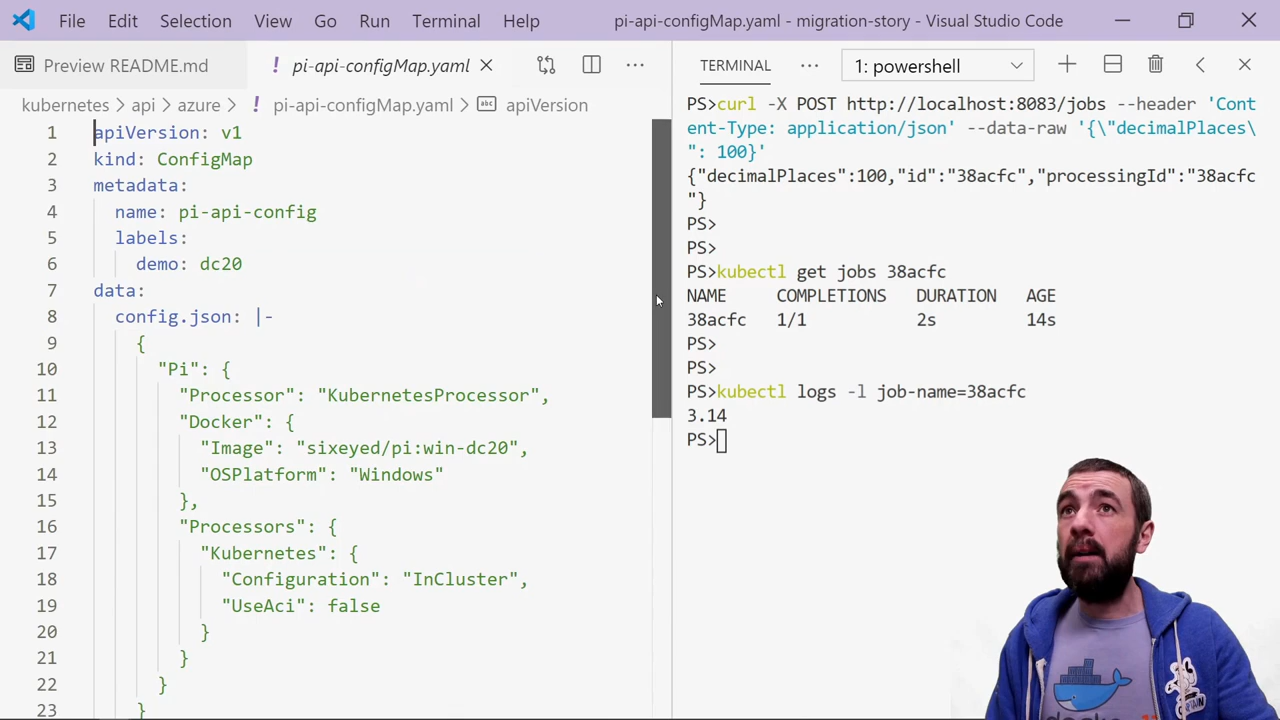 File Edit Selection View Go Run Terminal Help pi-api-configMap.yaml - migration-story - Visual Studio Code
Preview README.md ! pi-api-configMap.yaml
kubernetes > api > azure > ! pi-api-configMap.yaml > abc apiVersion
1 apiVersion: v1
2 kind: ConfigMap
3 metadata:
4 name: pi-api-config
5 labels:
6 demo: dc20
7 data:
8 config.json: |-
9 {
10 "Pi": {
11 "Processor": "KubernetesProcessor",
12 "Docker": {
13 "Image": "sixeyed/pi:win-dc20",
14 "OSPlatform": "Windows"
15 },
16 "Processors": {
17 "Kubernetes": {
18 "Configuration": "InCluster",
19 "UseAci": false
20 }
21 }
22 }
23 }
TERMINAL ··· 1: powershell
PS>curl -X POST http://localhost:8083/jobs --header 'Cont
ent-Type: application/json' --data-raw '{\"decimalPlaces\
": 100}'
{"decimalPlaces":100,"id":"38acfc","processingId":"38acfc
"}
PS>
PS>
PS>kubectl get jobs 38acfc
NAME COMPLETIONS DURATION AGE
38acfc 1/1 2s 14s
PS>
PS>
PS>kubectl logs -l job-name=38acfc
3.14
PS>